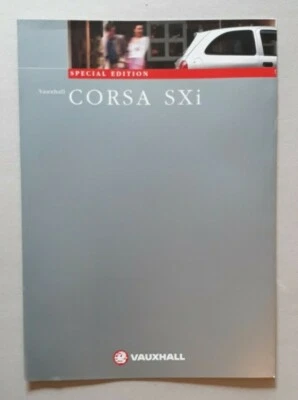 SPECIAL EDITION
Vauxhall CORSA SXi
VAUXHALL